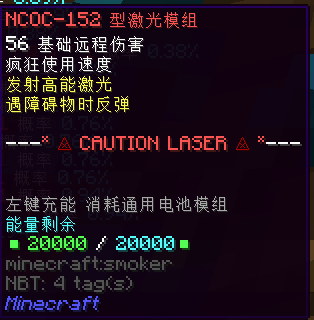 NCOC-152 型激光模组
56 基础远程伤害
疯狂使用速度
发射高能激光
遇障碍物时反弹
---* ⚠ CAUTION LASER ⚠ *---
左键充能 消耗通用电池模组
能量剩余
▪ 20000 / 20000 ▪
minecraft:smoker
NBT: 4 tag(s)
Minecraft